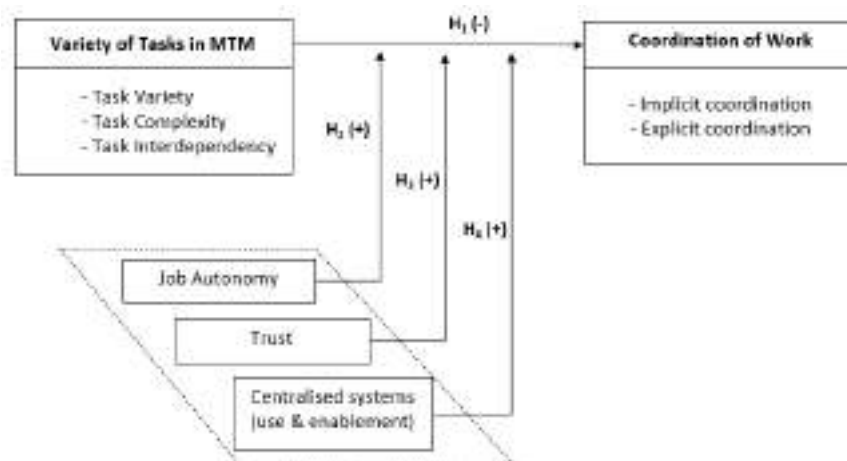 Variety of Tasks in MTM
- Task Variety
- Task Complexity
- Task Interdependency
H₁ (-)
Coordination of Work
- Implicit coordination
- Explicit coordination
H₂ (+)
H₃ (+)
H₄ (+)
Job Autonomy
Trust
Centralised systems
(use & enablement)